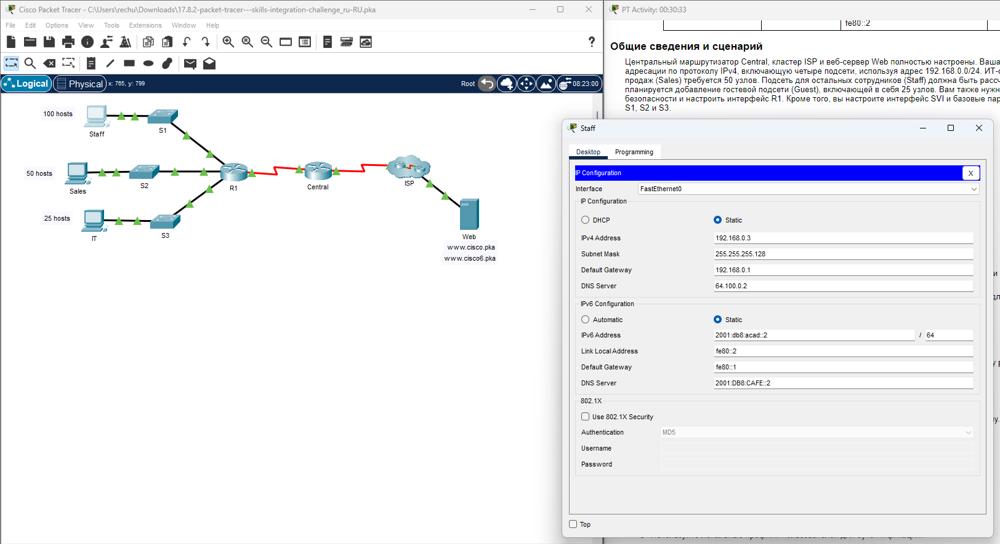 Cisco Packet Tracer - C:\Users\rechu\Downloads\17.8.2-packet-tracer---skills-integration-challenge_ru-RU.pka
File Edit Options View Tools Extensions Window Help
Logical Physical x: 765, y: 799 Root 08:23:00
100 hosts
Staff
S1
50 hosts
Sales
S2
R1
Central
ISP
25 hosts
IT
S3
Web
www.cisco.pka
www.cisco6.pka
PT Activity: 00:30:33
fe80::2
Общие сведения и сценарий
Центральный маршрутизатор Central, кластер ISP и веб-сервер Web полностью настроены. Ваша
адресации по протоколу IPv4, включающую четыре подсети, используя адрес 192.168.0.0/24. ИТ-
продаж (Sales) требуется 50 узлов. Подсеть для остальных сотрудников (Staff) должна быть
планируется добавление гостевой подсети (Guest), включающей в себя 25 узлов. Вам также
безопасности и настроить интерфейс R1. Кроме того, вы настроите интерфейс SVI и базовые
S1, S2 и S3.
Staff
Desktop Programming
IP Configuration X
Interface FastEthernet0
IP Configuration
DHCP Static
IPv4 Address 192.168.0.3
Subnet Mask 255.255.255.128
Default Gateway 192.168.0.1
DNS Server 64.100.0.2
IPv6 Configuration
Automatic Static
IPv6 Address 2001:db8:acad::2 / 64
Link Local Address fe80::2
Default Gateway fe80::1
DNS Server 2001:DB8:CAFE::2
802.1X
Use 802.1X Security
Authentication MD5
Username
Password
Top